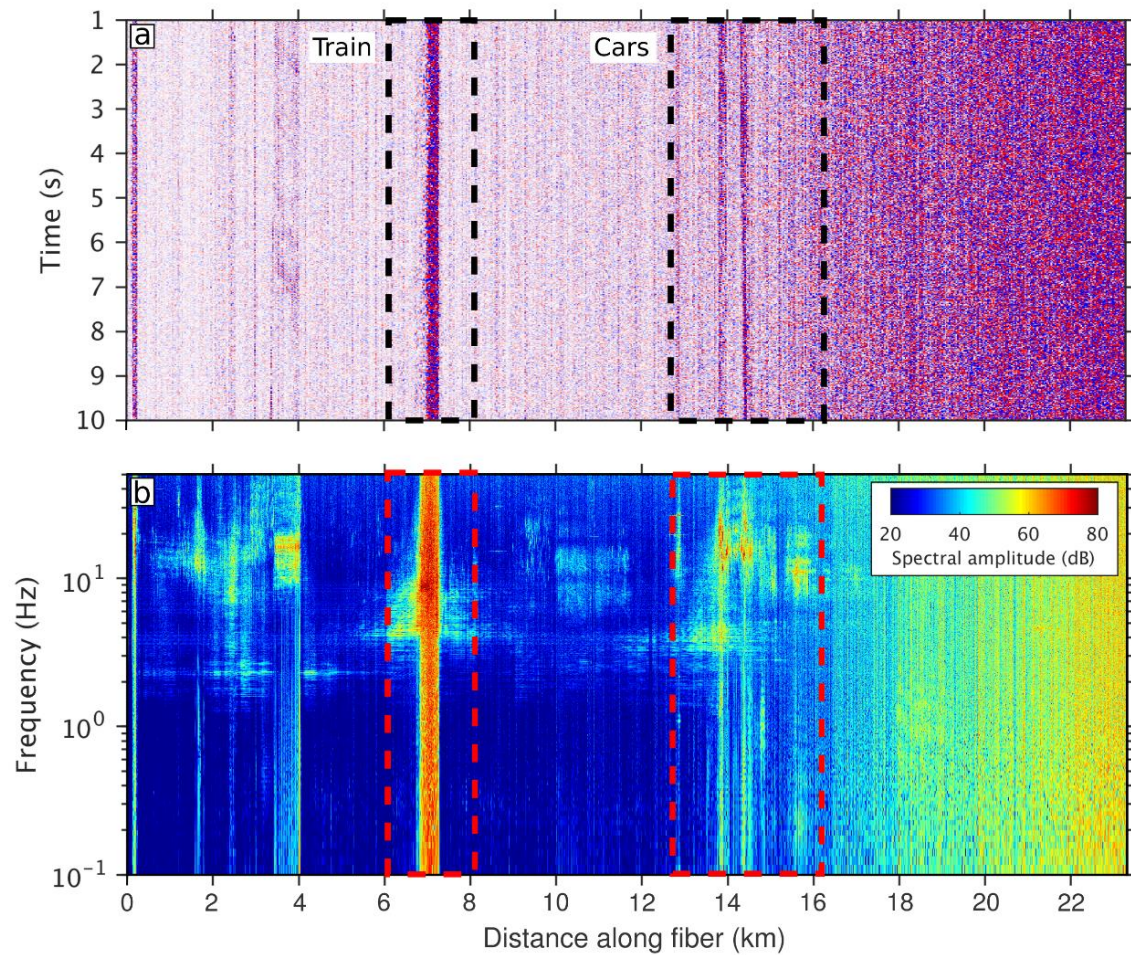 a
Train
Cars
1
2
3
4
5
6
7
8
9
10
Time (s)
b
20 40 60 80
Spectral amplitude (dB)
10¹
10⁰
10⁻¹
Frequency (Hz)
0 2 4 6 8 10 12 14 16 18 20 22
Distance along fiber (km)